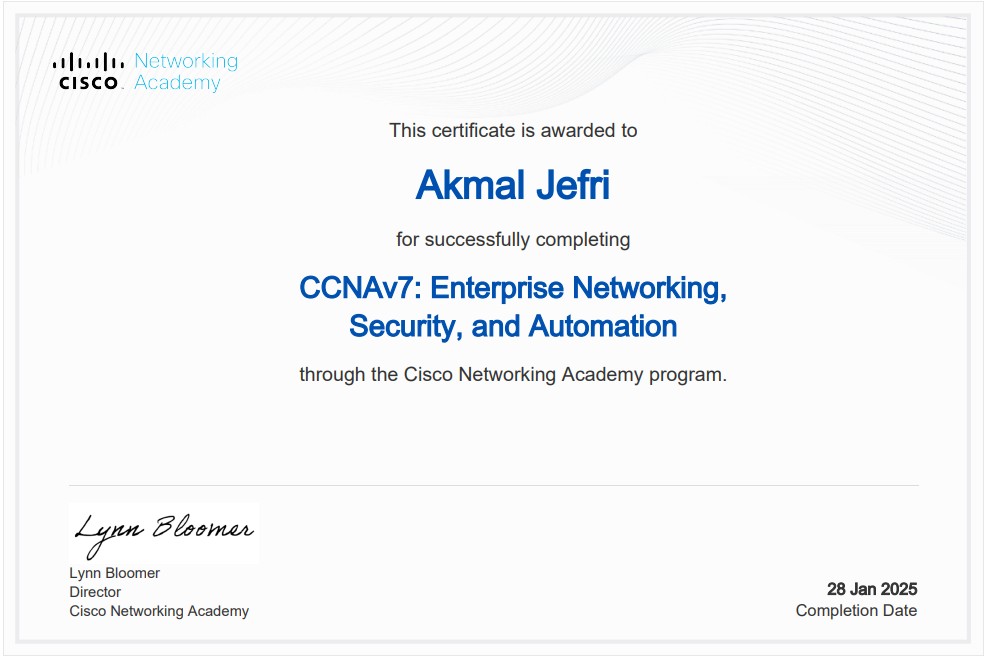 CISCO Networking
Academy
This certificate is awarded to
Akmal Jefri
for successfully completing
CCNAv7: Enterprise Networking,
Security, and Automation
through the Cisco Networking Academy program.
Lynn Bloomer
Lynn Bloomer
Director
Cisco Networking Academy
28 Jan 2025
Completion Date